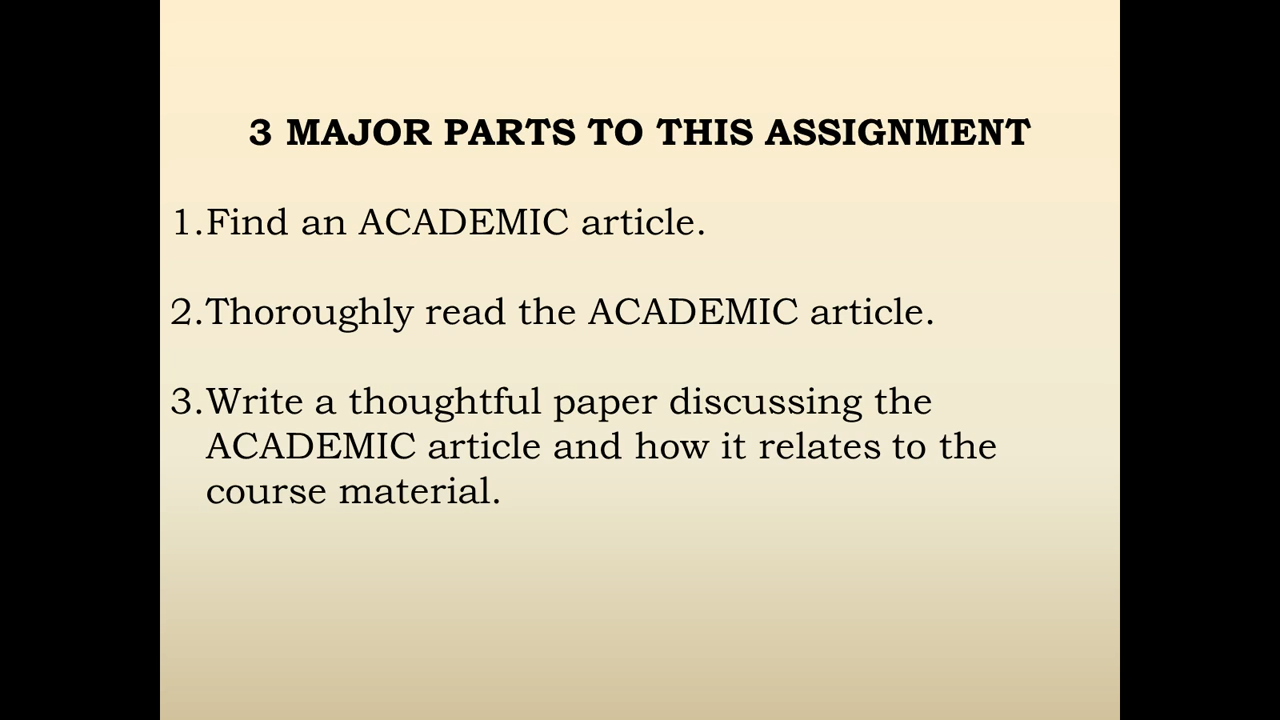 3 MAJOR PARTS TO THIS ASSIGNMENT
1.Find an ACADEMIC article.
2.Thoroughly read the ACADEMIC article.
3.Write a thoughtful paper discussing the
ACADEMIC article and how it relates to the
course material.